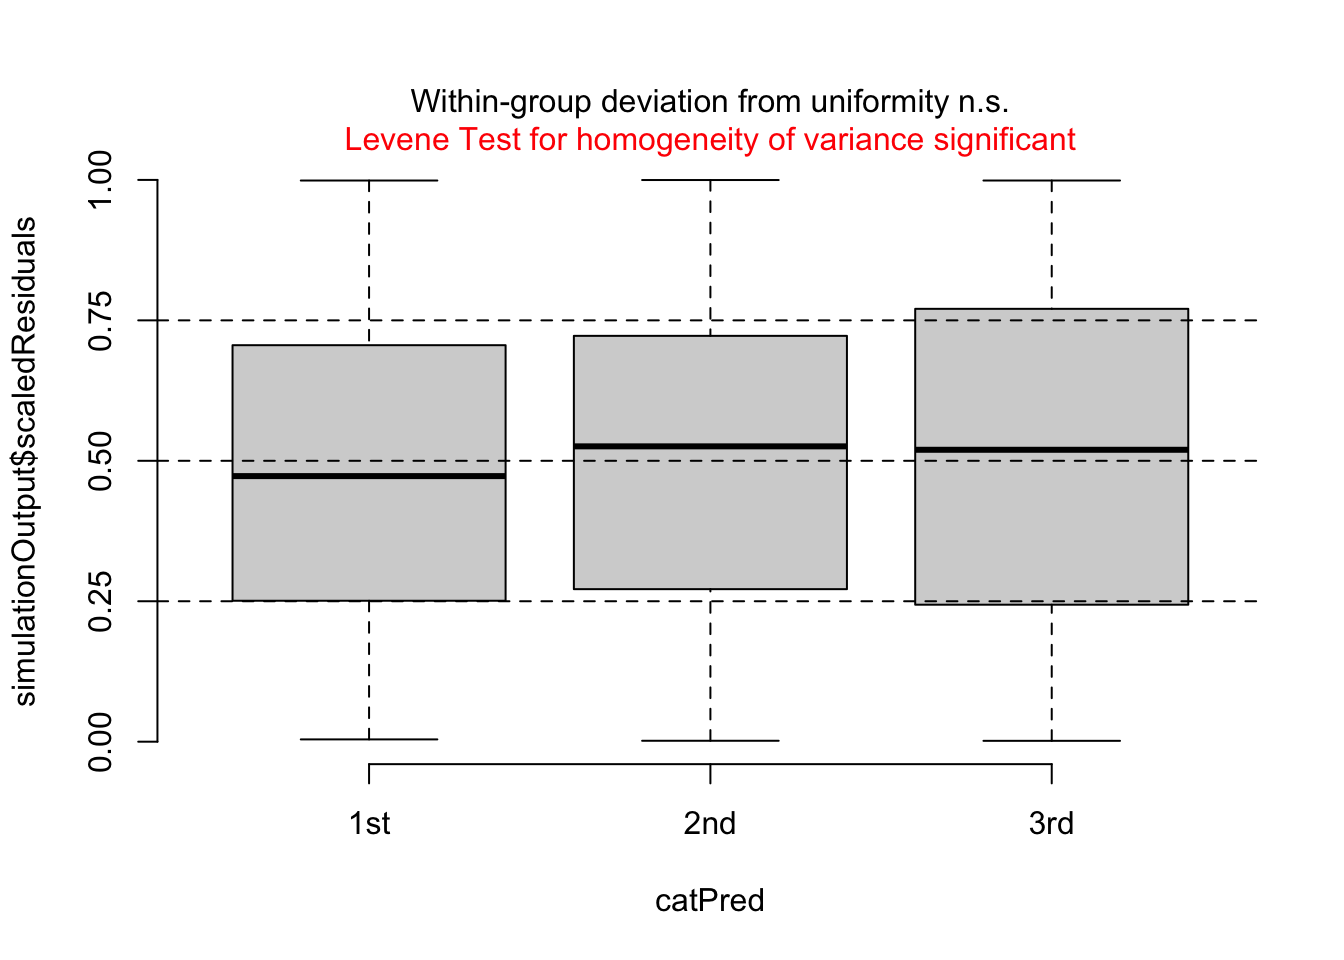 Within-group deviation from uniformity n.s.
Levene Test for homogeneity of variance significant
simulationOutput$scaledResiduals
1.00
0.75
0.50
0.25
0.00
1st 2nd 3rd
catPred